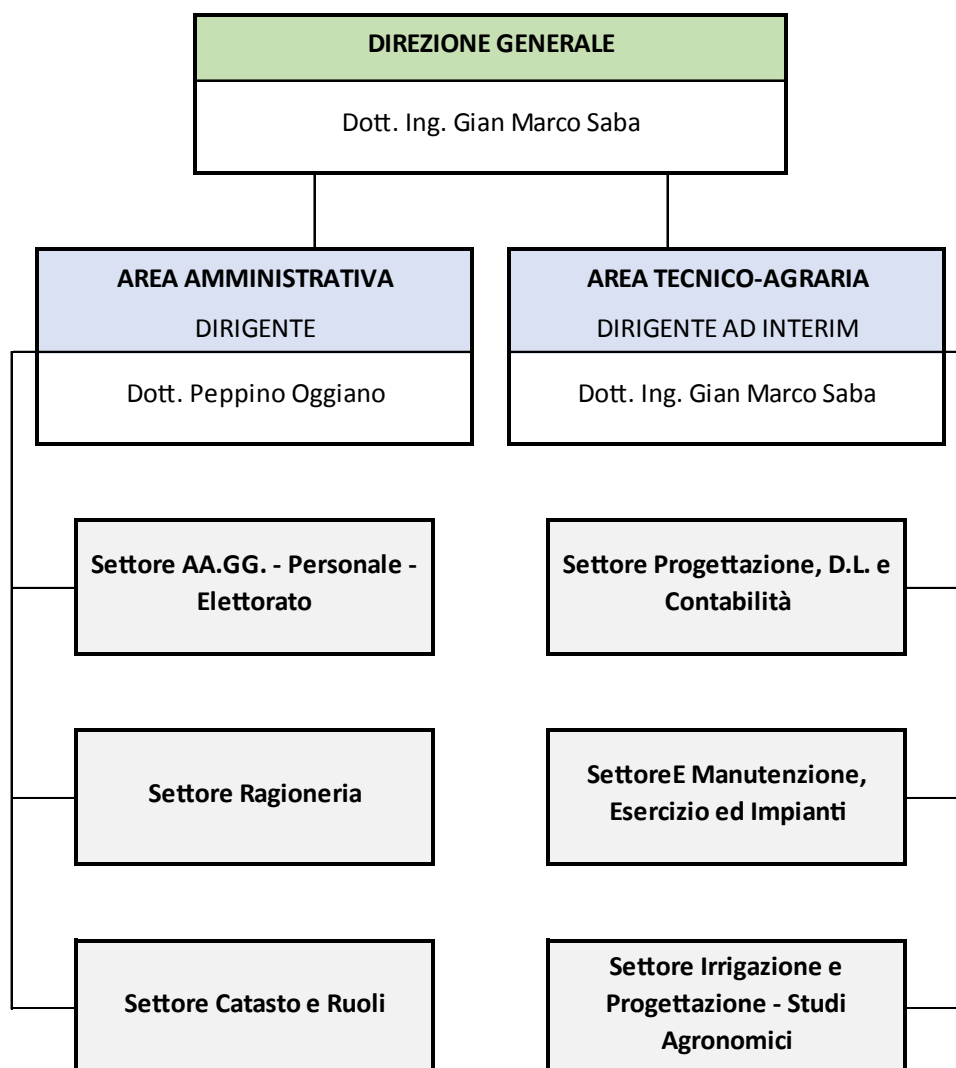 DIREZIONE GENERALE
Dott. Ing. Gian Marco Saba
AREA AMMINISTRATIVA
DIRIGENTE
Dott. Peppino Oggiano
AREA TECNICO-AGRARIA
DIRIGENTE AD INTERIM
Dott. Ing. Gian Marco Saba
Settore AA.GG. - Personale -
Elettorato
Settore Progettazione, D.L. e
Contabilità
Settore Ragioneria
SettoreE Manutenzione,
Esercizio ed Impianti
Settore Catasto e Ruoli
Settore Irrigazione e
Progettazione - Studi
Agronomici